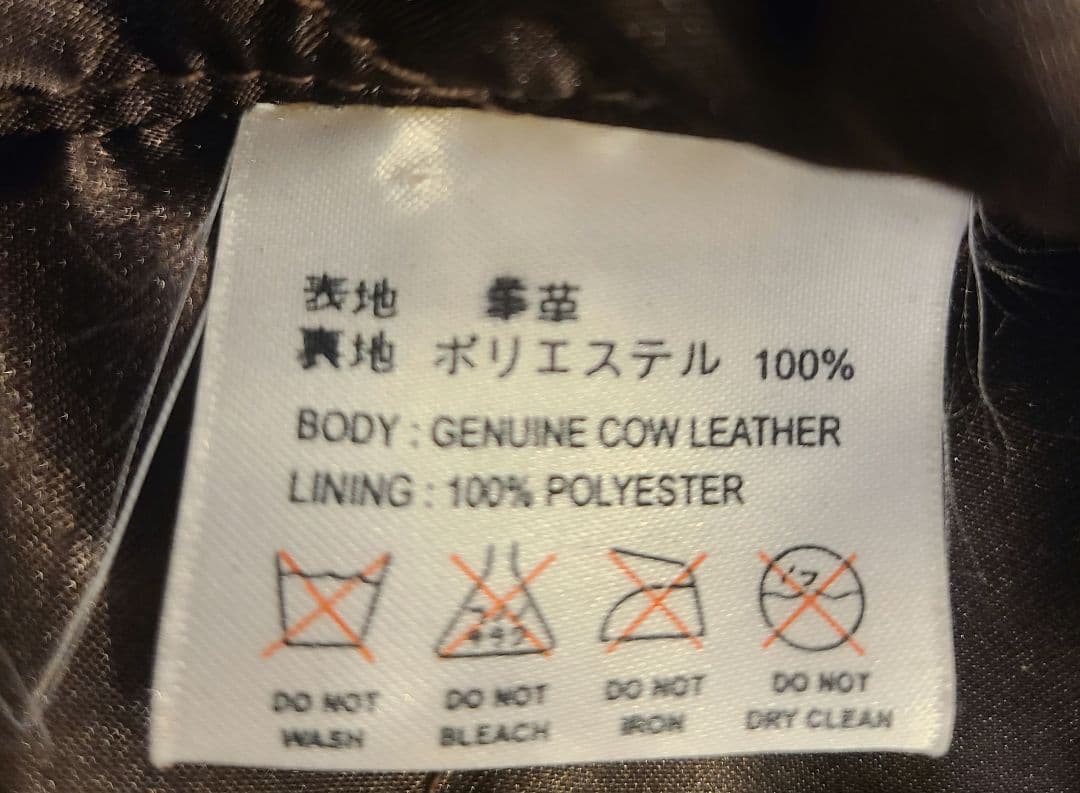 表地 牛革
裏地 ポリエステル 100%
BODY : GENUINE COW LEATHER
LINING : 100% POLYESTER
DO NOT WASH
DO NOT BLEACH
DO NOT IRON
DO NOT DRY CLEAN